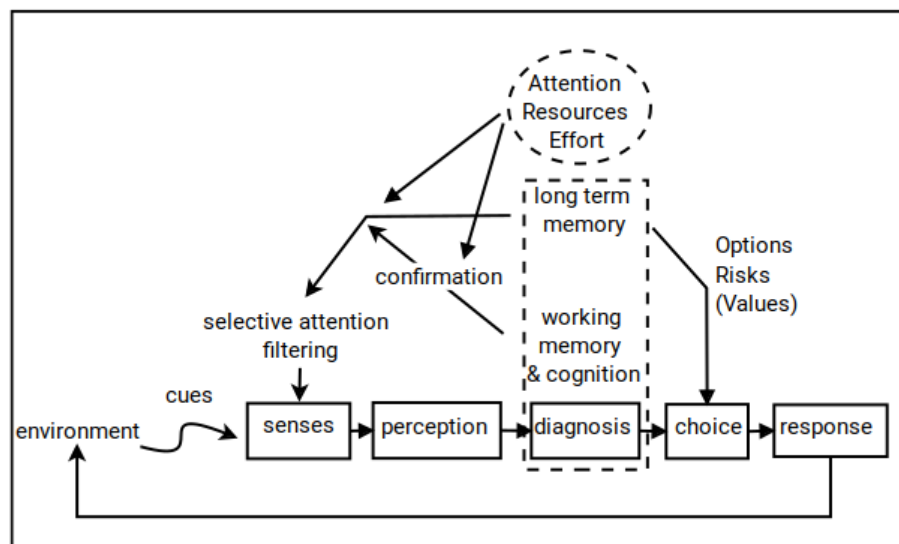 Attention
Resources
Effort
long term
memory
Options
Risks
(Values)
confirmation
selective attention
filtering
working
memory
& cognition
cues
environment
senses
perception
diagnosis
choice
response